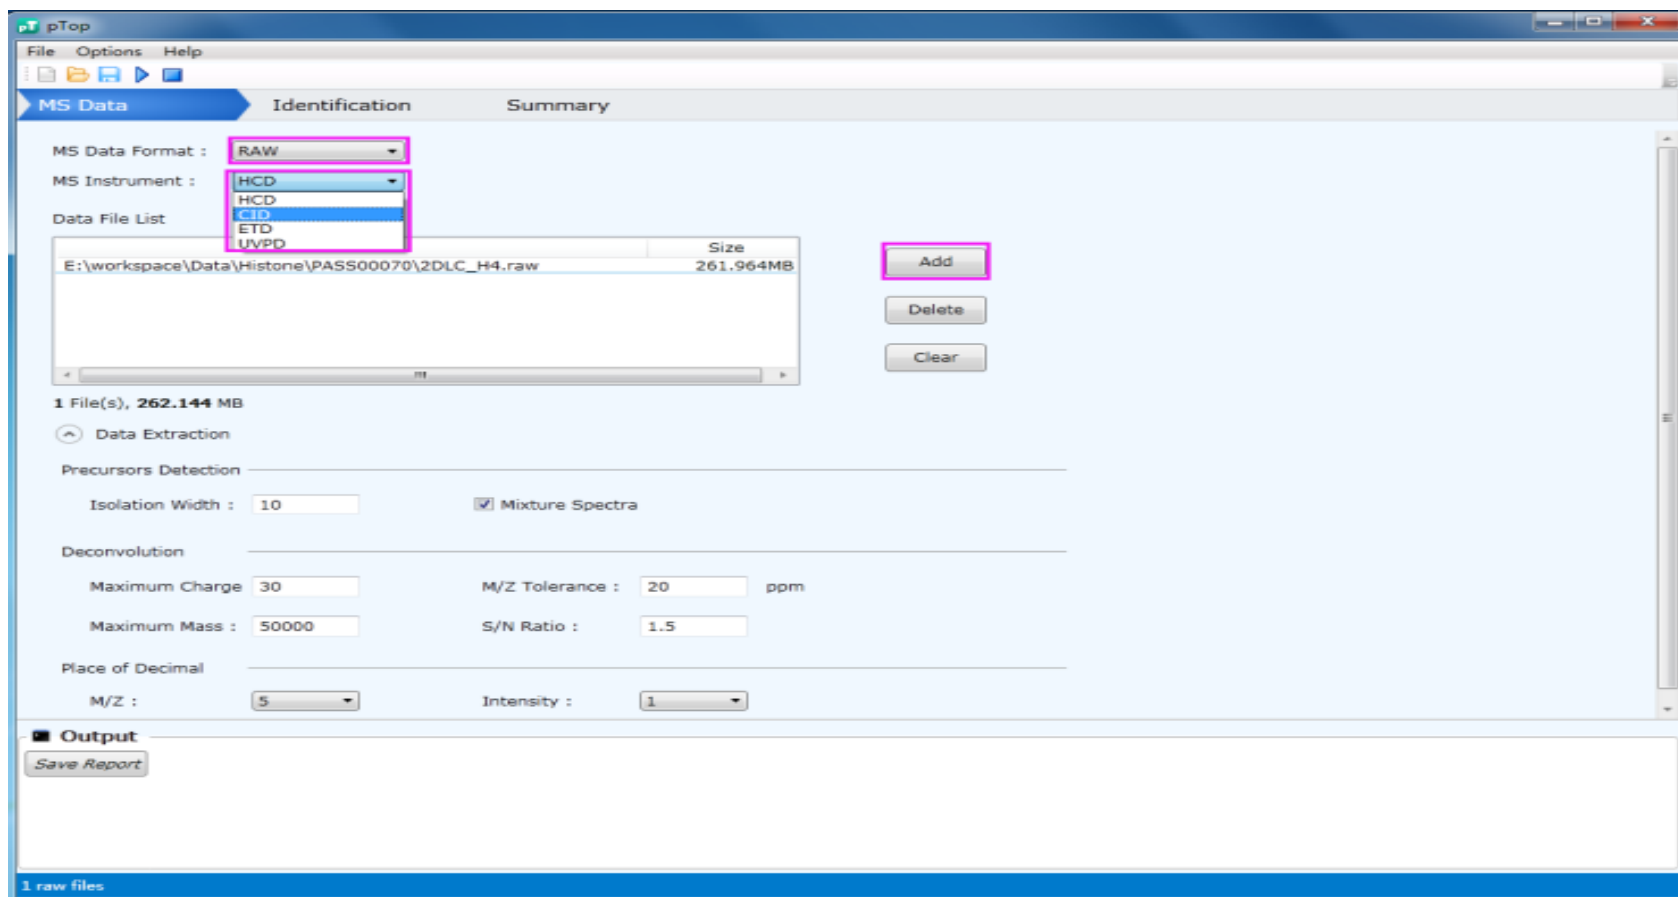 pT pTop
File Options Help
MS Data Identification Summary
MS Data Format : RAW
MS Instrument : HCD
HCD
CID
ETD
UVPD
Data File List
Size
E:\workspace\Data\Histone\PASS00070\2DLC_H4.raw 261.964MB
Add
Delete
Clear
1 File(s), 262.144 MB
Data Extraction
Precursors Detection
Isolation Width : 10 Mixture Spectra
Deconvolution
Maximum Charge 30 M/Z Tolerance : 20 ppm
Maximum Mass : 50000 S/N Ratio : 1.5
Place of Decimal
M/Z : 5 Intensity : 1
Output
Save Report
1 raw files